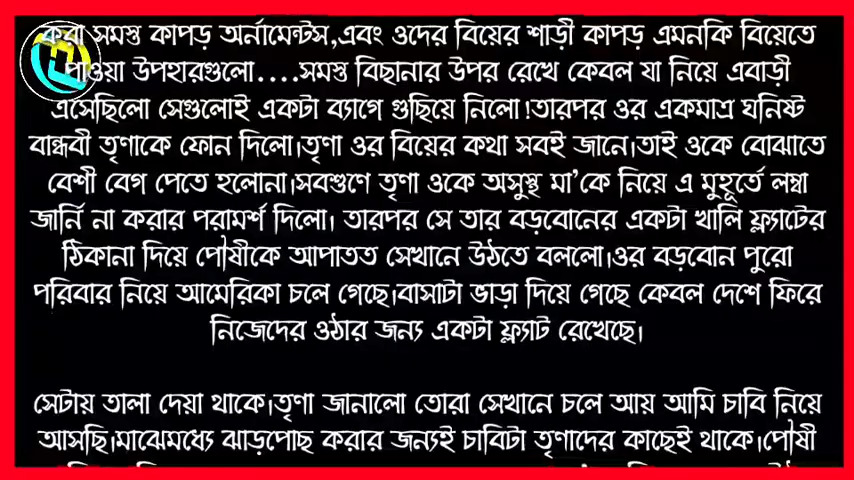 করা সমস্ত কাপড় অর্নামেন্টস,এবং ওদের বিয়ের শাড়ী কাপড় এমনকি বিয়েতে
পাওয়া উপহারগুলো....সমস্ত বিছানার উপর রেখে কেবল যা নিয়ে এবাড়ী
এসেছিলো সেগুলোই একটা ব্যাগে গুছিয়ে নিলো!তারপর ওর একমাত্র ঘনিষ্ট
বান্ধবী তৃণাকে ফোন দিলো।তৃণা ওর বিয়ের কথা সবই জানে।তাই ওকে বোঝাতে
বেশী বেগ পেতে হলোনা।সবশুণে তৃণা ওকে অসুস্থ মা'কে নিয়ে এ মুহূর্তে লম্বা
জার্নি না করার পরামর্শ দিলো। তারপর সে তার বড়বোনের একটা খালি ফ্ল্যাটের
ঠিকানা দিয়ে পৌষীকে আপাতত সেখানে উঠতে বললো।ওর বড়বোন পুরো
পরিবার নিয়ে আমেরিকা চলে গেছে।বাসাটা ভাড়া দিয়ে গেছে কেবল দেশে ফিরে
নিজেদের ওঠার জন্য একটা ফ্ল্যাট রেখেছে।
সেটায় তালা দেয়া থাকে।তৃণা জানালো তোরা সেখানে চলে আয় আমি চাবি নিয়ে
আসছি।মাঝেমধ্যে ঝাড়পোছ করার জন্যই চাবিটা তৃণাদের কাছেই থাকে।পৌষী